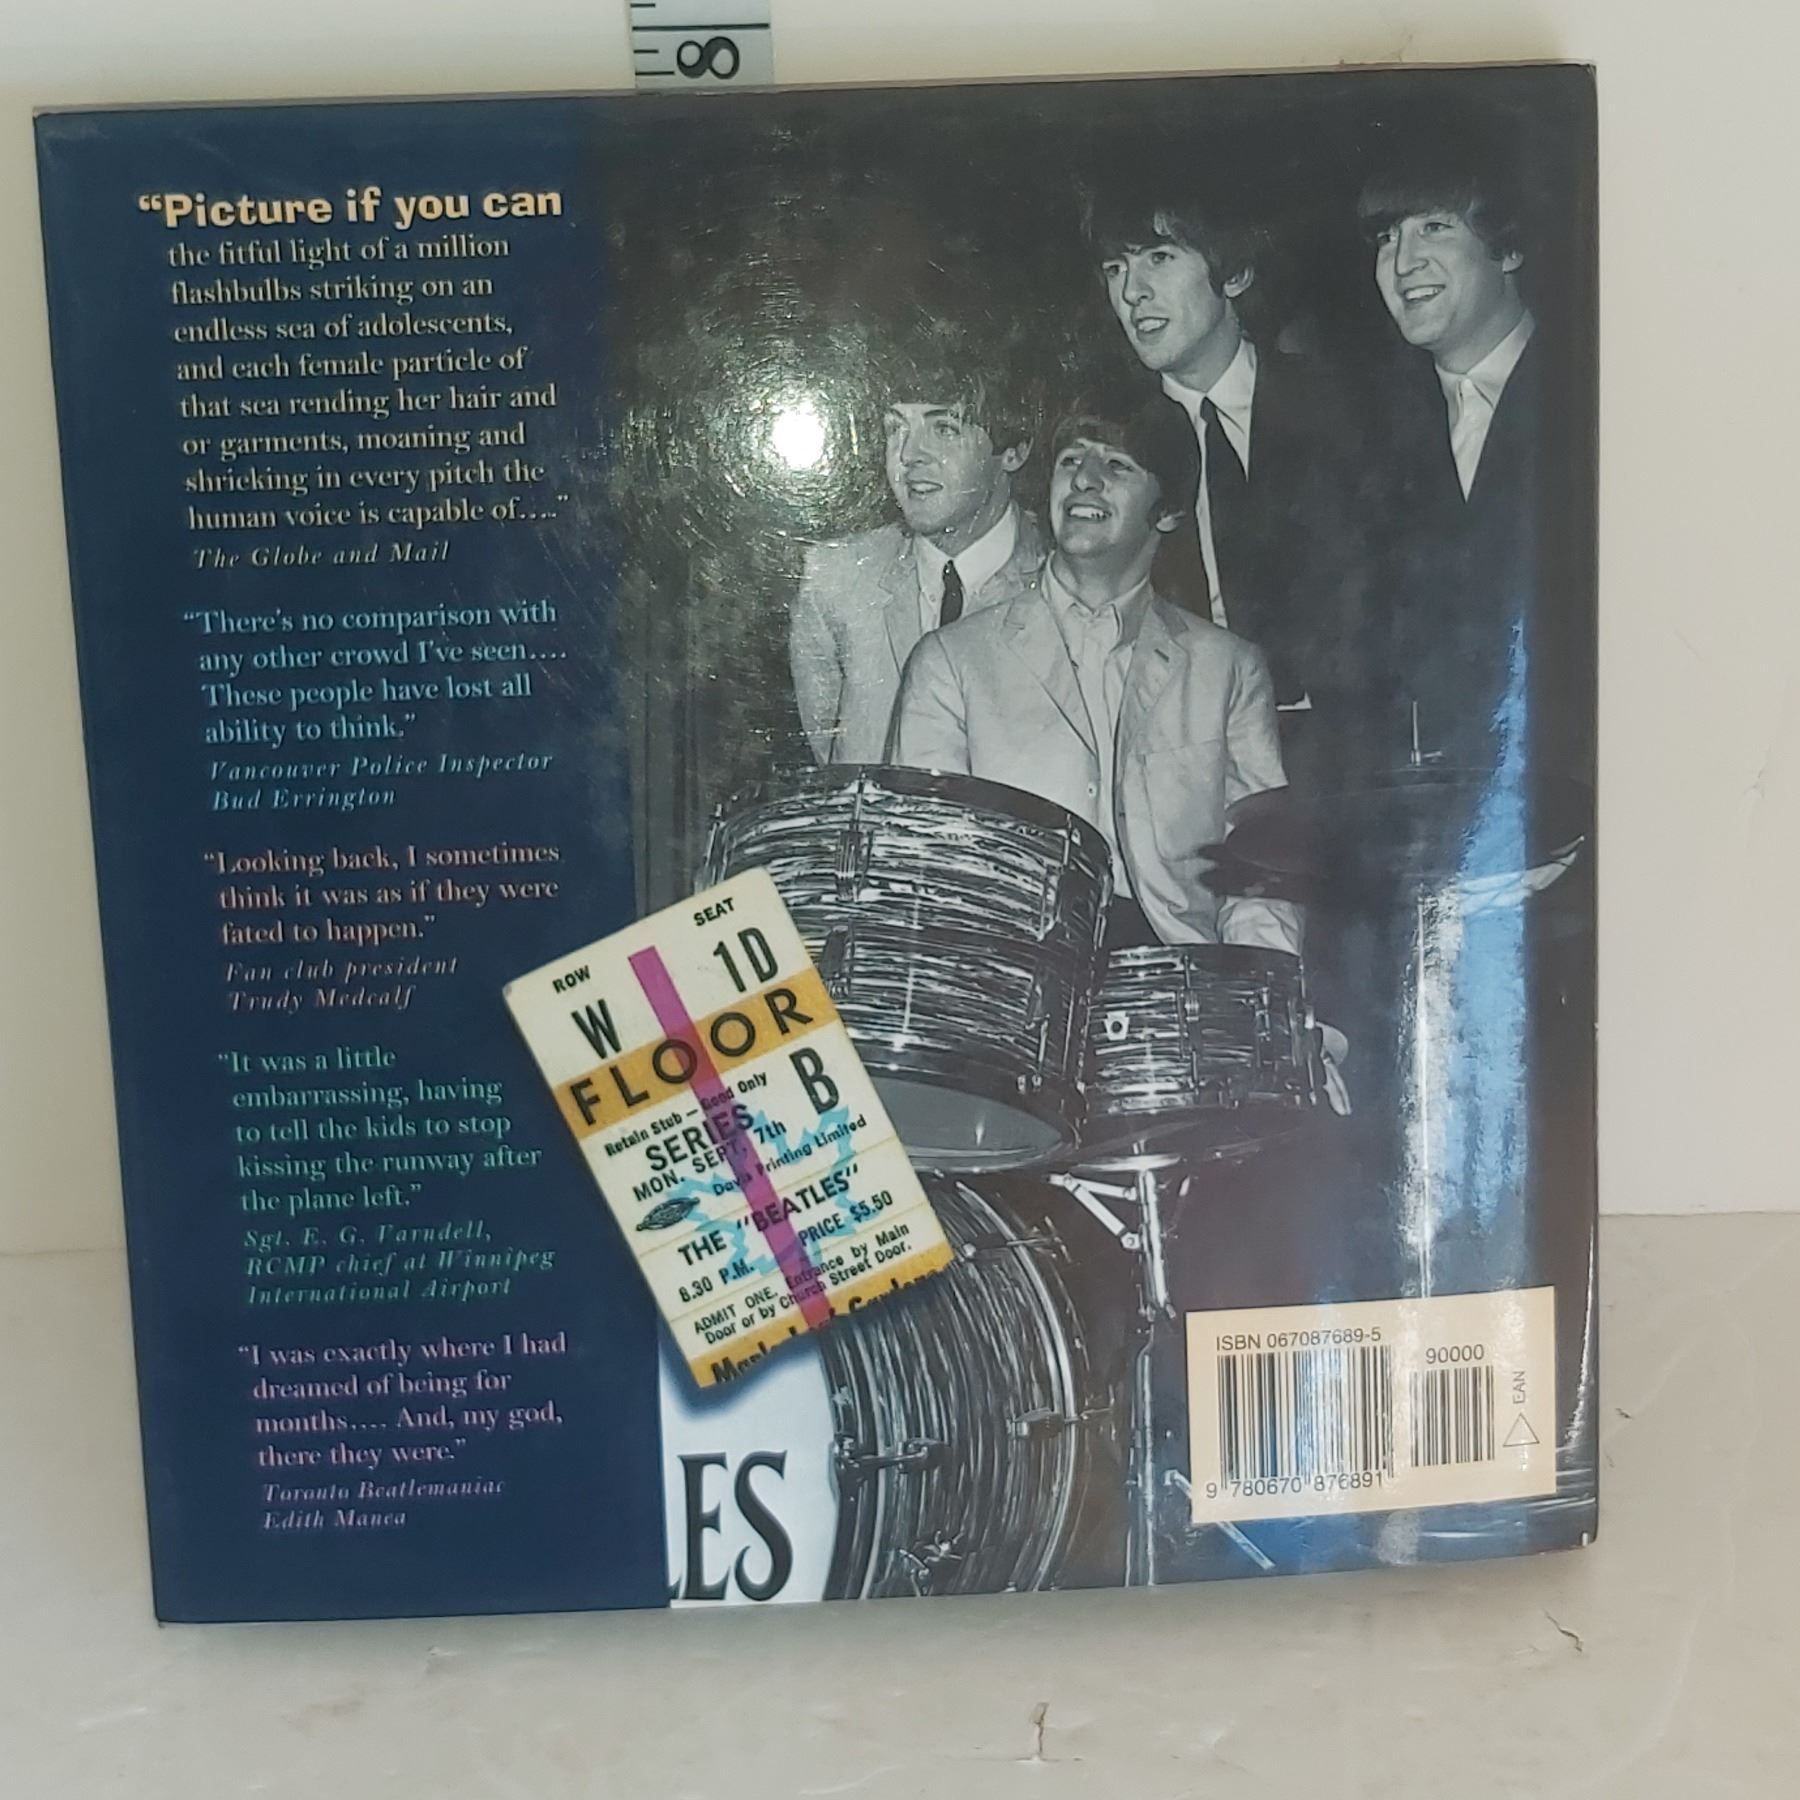 8
“Picture if you can
the fitful light of a million
flashbulbs striking on an
endless sea of adolescents,
and each female particle of
that sea rending her hair and
or garments, moaning and
shrieking in every pitch the
human voice is capable of....”
The Globe and Mail
“There's no comparison with
any other crowd I've seen....
These people have lost all
ability to think.”
Vancouver Police Inspector
Bud Errington
“Looking back, I sometimes
think it was as if they were
fated to happen.”
Fan club president
Trudy Medcalf
“It was a little
embarrassing, having
to tell the kids to stop
kissing the runway after
the plane left.”
Sgt. E. G. Varndell,
RCMP chief at Winnipeg
International Airport
“I was exactly where I had
dreamed of being for
months.... And, my god,
there they were.”
Toronto Beatlemaniac
Edith Manea
ROW SEAT
W 1D
FLOOR
Retain Stub — Good Only
SERIES B
MON. SEPT. 7th
Davis Printing Limited
THE "BEATLES"
8.30 P.M. PRICE $5.50
ADMIT ONE. Entrance by Main
Door or by Church Street Door.
LES
ISBN 067087689-5
90000
EAN
9 780670 876891